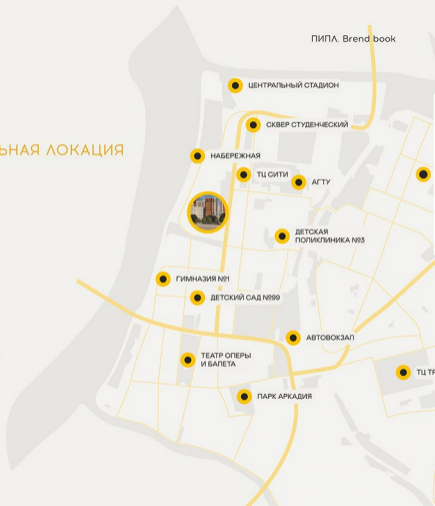 ПИПЛ. Brend book
ЦЕНТРАЛЬНЫЙ СТАДИОН
СКВЕР СТУДЕНЧЕСКИЙ
ЬНАЯ ЛОКАЦИЯ
НАБЕРЕЖНАЯ
ТЦ СИТИ
АГТУ
ДЕТСКАЯ
ПОЛИКЛИНИКА №3
ГИМНАЗИЯ №1
ДЕТСКИЙ САД №99
АВТОВОКЗАЛ
ТЕАТР ОПЕРЫ
И БАЛЕТА
ТЦ ТР
ПАРК АРКАДИЯ